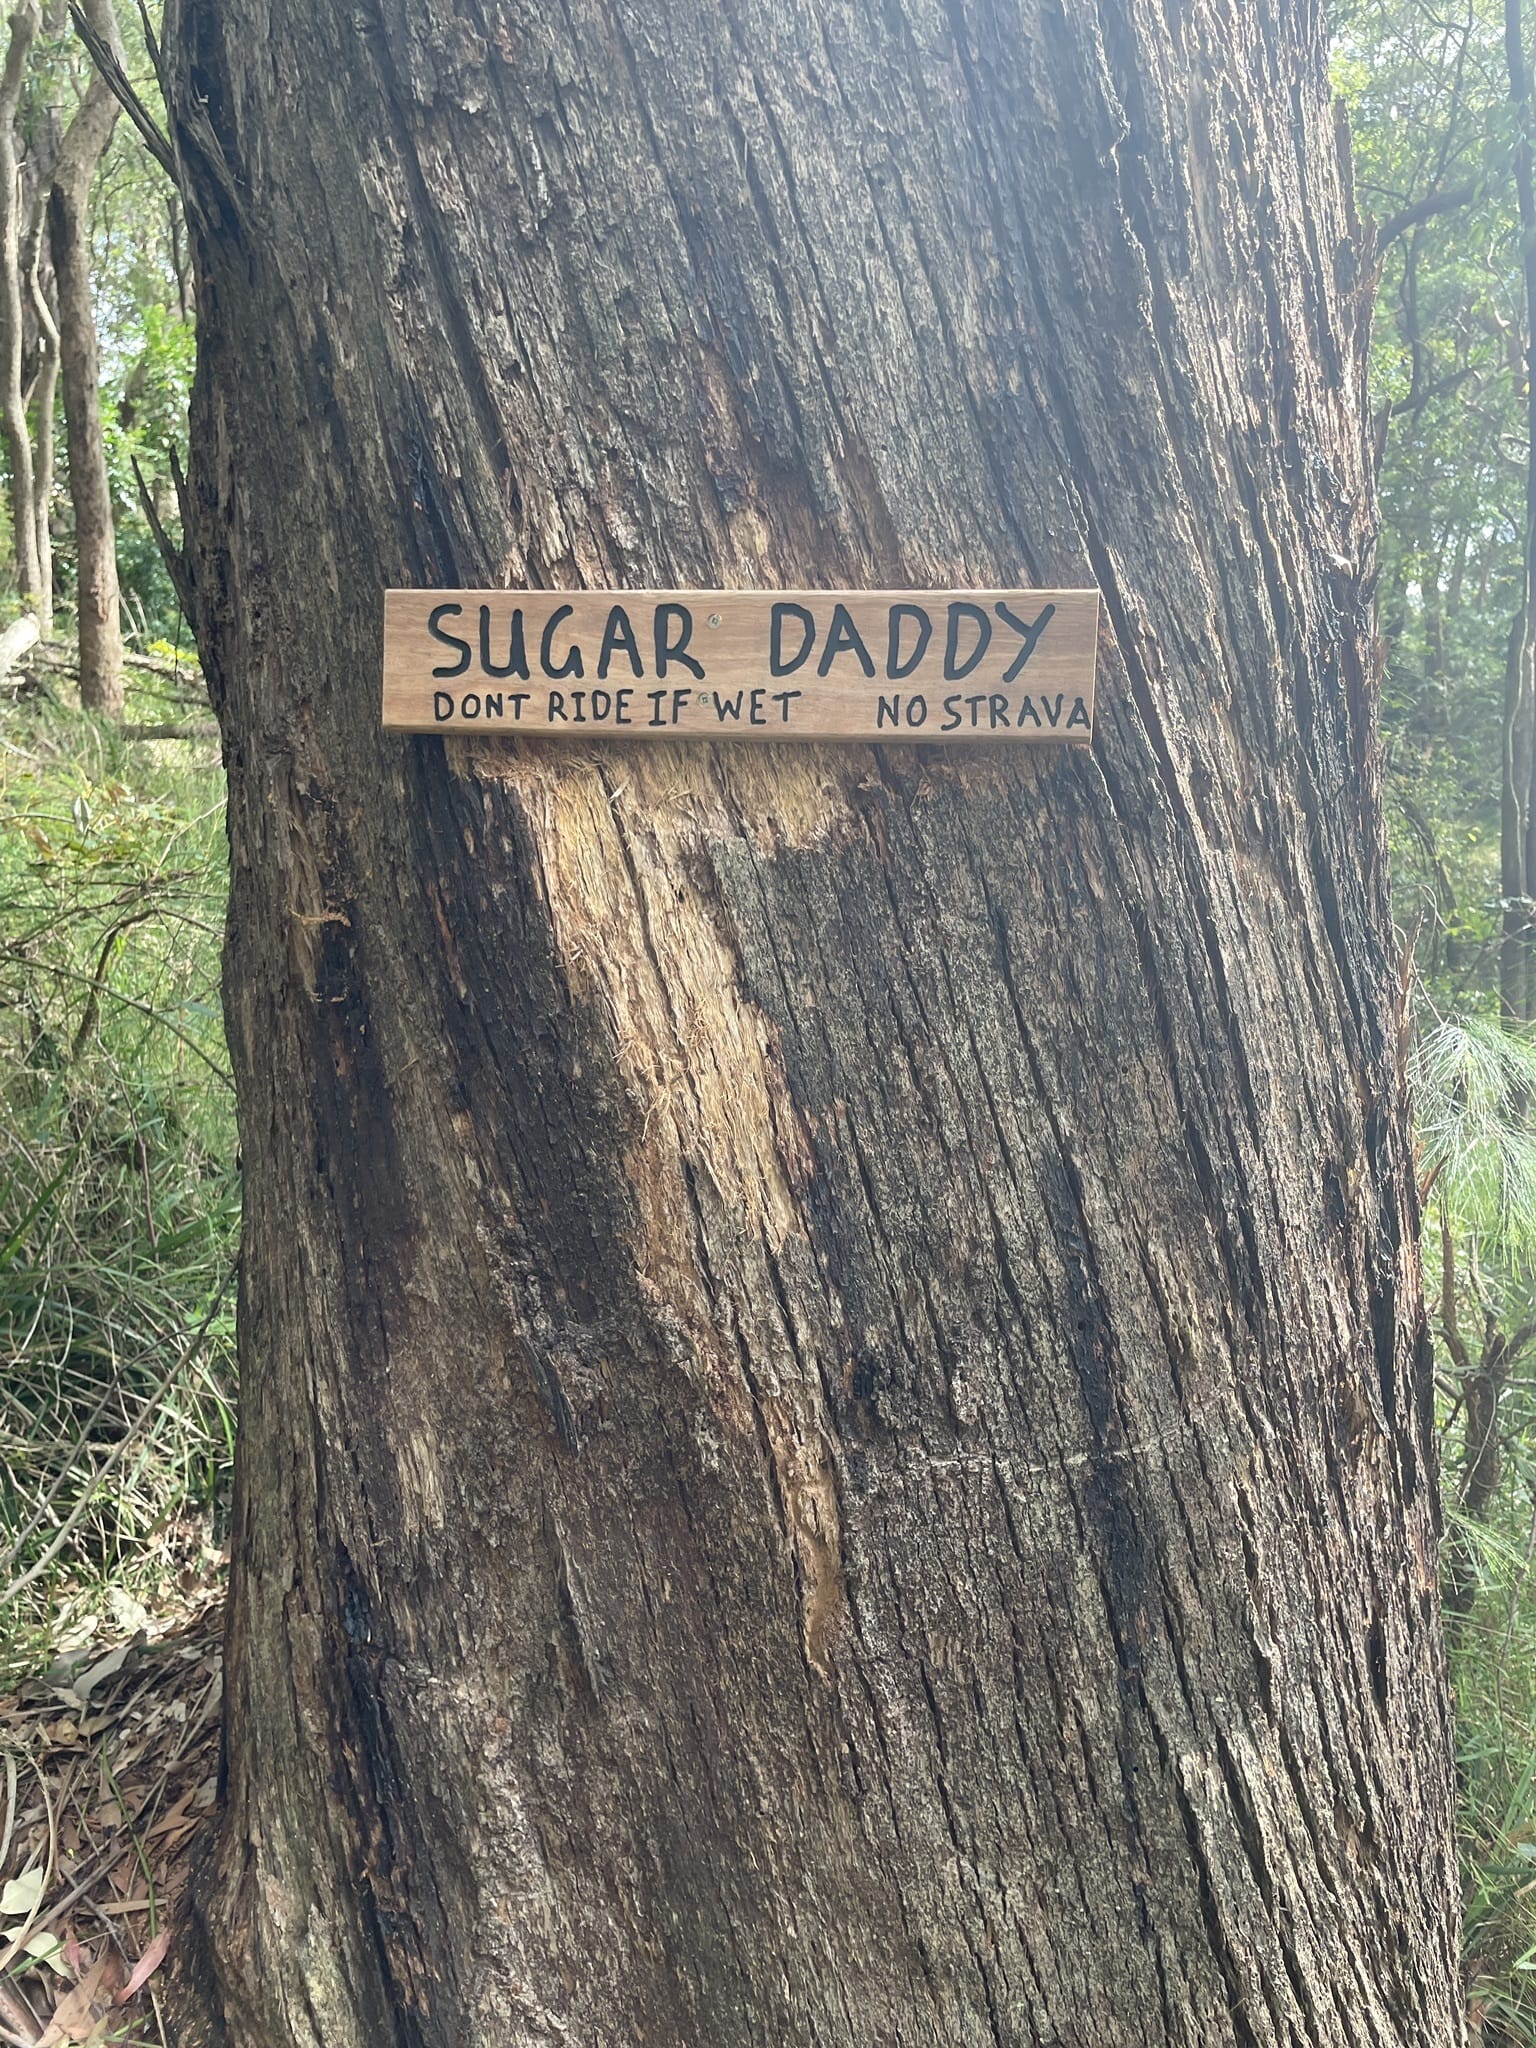 SUGAR DADDY
DONT RIDE IF WET NO STRAVA